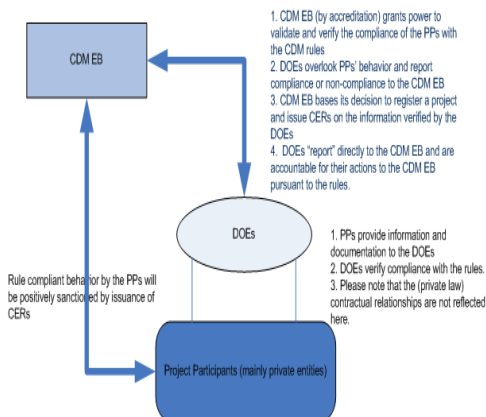 1. CDM EB (by accreditation) grants power to
validate and verify the compliance of the PPs with
the CDM rules
2. DOEs overlook PPs' behavior and report
compliance or non-compliance to the CDM EB
3. CDM EB bases its decision to register a project
and issue CERs on the information verified by the
DOEs
4. DOEs "report" directly to the CDM EB and are
accountable for their actions to the CDM EB
pursuant to the rules.
CDM EB
DOEs
1. PPs provide information and
documentation to the DOEs
2. DOEs verify compliance with the rules.
3. Please note that the (private law)
contractual relationships are not reflected
here.
Rule compliant behavior by the PPs will
be positively sanctioned by issuance of
CERs
Project Participants (mainly private entities)